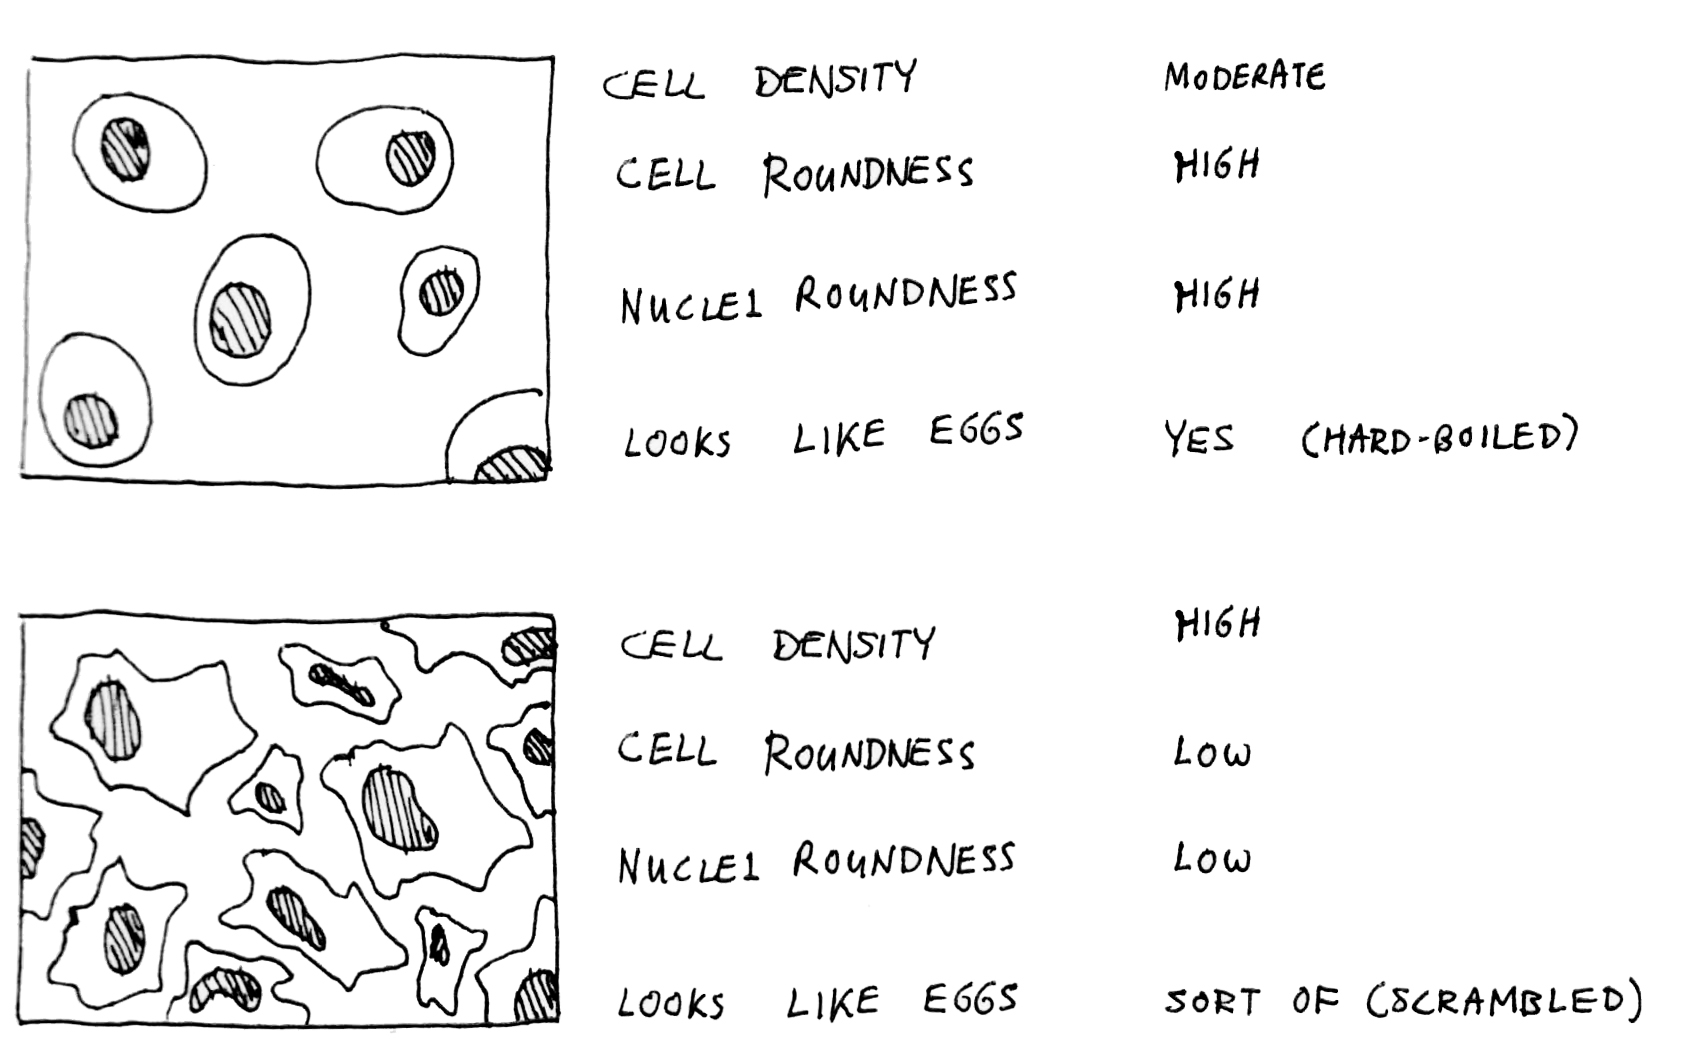 CELL DENSITY MODERATE
CELL ROUNDNESS HIGH
NUCLEI ROUNDNESS HIGH
LOOKS LIKE EGGS YES (HARD-BOILED)
CELL DENSITY HIGH
CELL ROUNDNESS LOW
NUCLEI ROUNDNESS LOW
LOOKS LIKE EGGS SORT OF (SCRAMBLED)